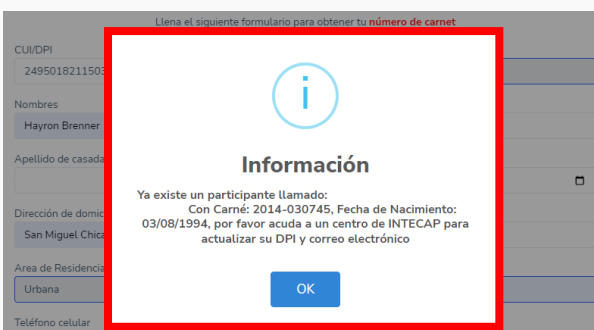 Llena el siguiente formulario para obtener tu número de carnet
CUI/DPI
2495018211503
Nombres
Hayron Brenner
Apellido de casada
Dirección de domic
San Miguel Chica
Area de Residencia
Urbana
Teléfono celular
i
Información
Ya existe un participante llamado:
Con Carné: 2014-030745, Fecha de Nacimiento:
03/08/1994, por favor acuda a un centro de INTECAP para
actualizar su DPI y correo electrónico
OK